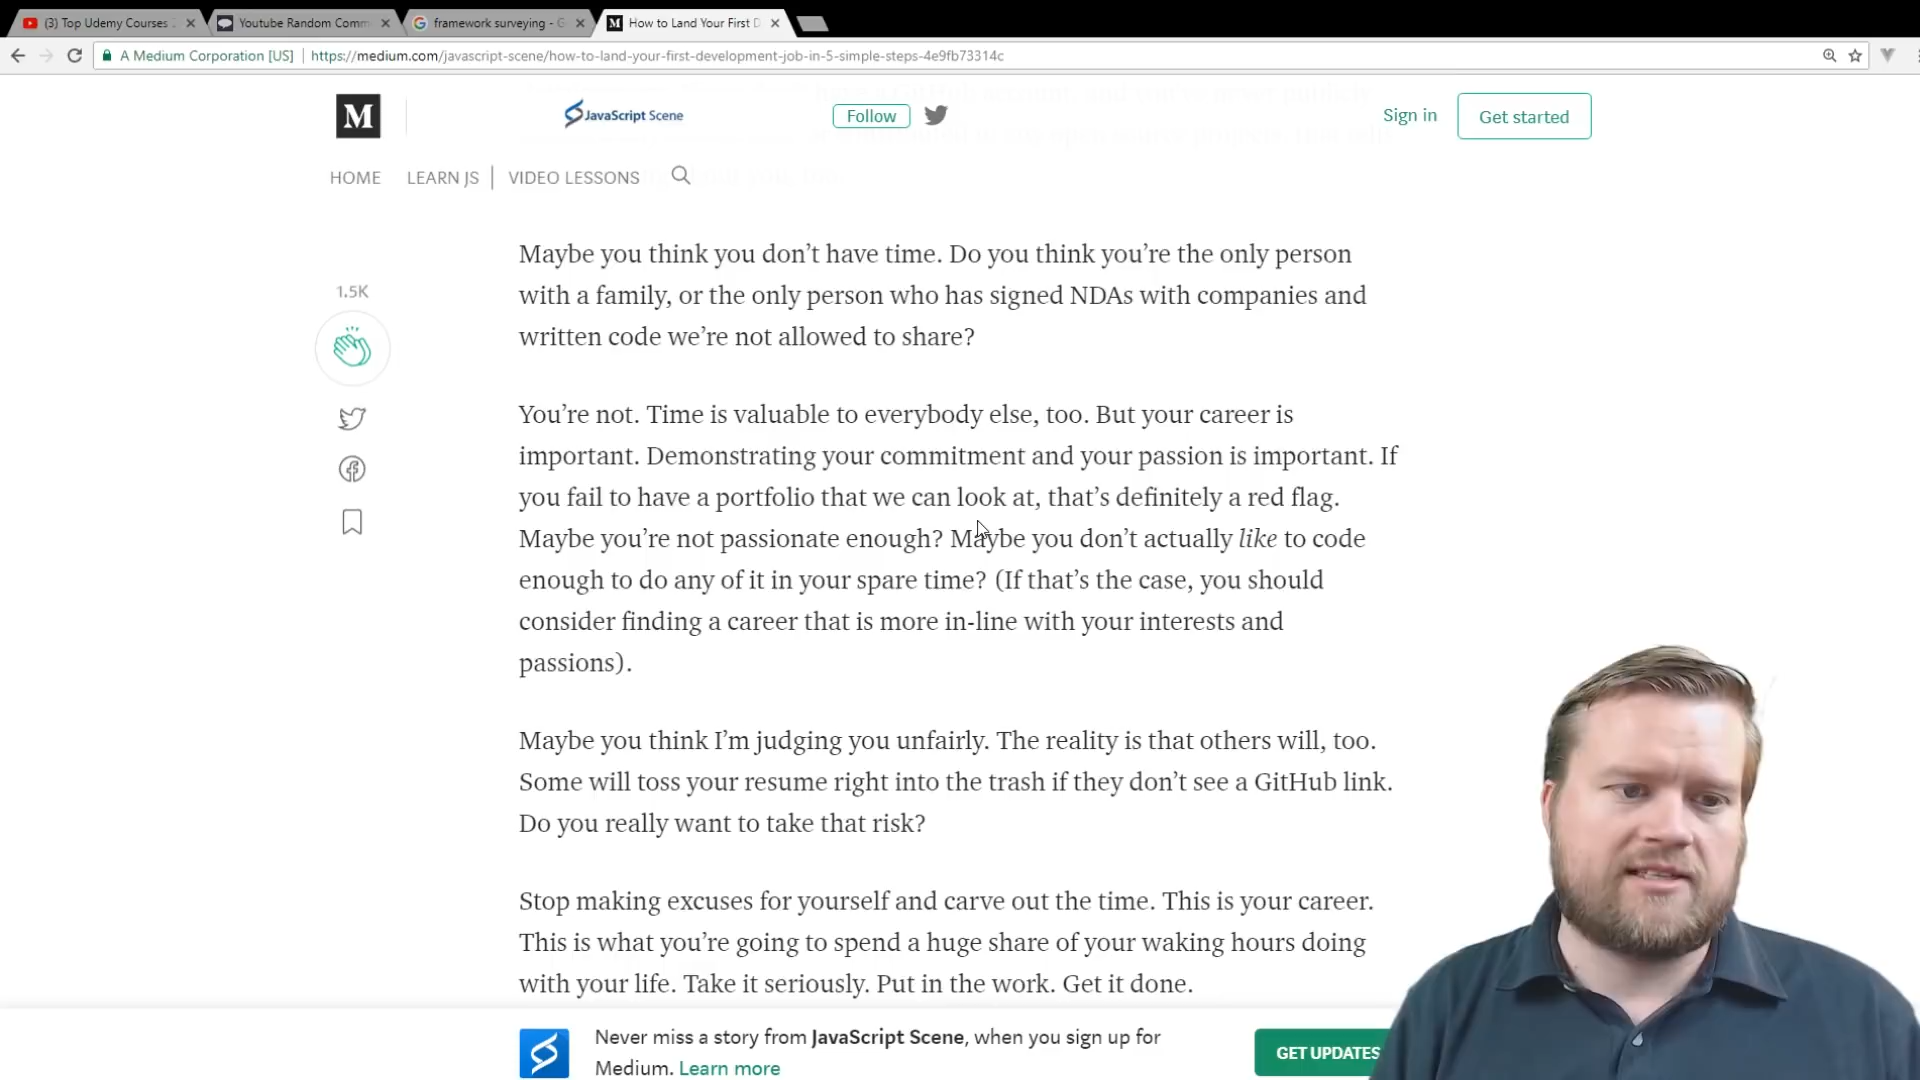 (3) Top Udemy Courses
Youtube Random Comm
framework surveying - G
How to Land Your First D
A Medium Corporation [US]
https://medium.com/javascript-scene/how-to-land-your-first-development-job-in-5-simple-steps-4e9fb73314c
M
JavaScript Scene
Follow
Sign in
Get started
HOME
LEARN JS
VIDEO LESSONS
Maybe you think you don’t have time. Do you think you’re the only person
with a family, or the only person who has signed NDAs with companies and
written code we’re not allowed to share?
1.5K
You’re not. Time is valuable to everybody else, too. But your career is
important. Demonstrating your commitment and your passion is important. If
you fail to have a portfolio that we can look at, that’s definitely a red flag.
Maybe you’re not passionate enough? Maybe you don’t actually like to code
enough to do any of it in your spare time? (If that’s the case, you should
consider finding a career that is more in-line with your interests and
passions).
Maybe you think I’m judging you unfairly. The reality is that others will, too.
Some will toss your resume right into the trash if they don’t see a GitHub link.
Do you really want to take that risk?
Stop making excuses for yourself and carve out the time. This is your career.
This is what you’re going to spend a huge share of your waking hours doing
with your life. Take it seriously. Put in the work. Get it done.
Never miss a story from JavaScript Scene, when you sign up for
Medium. Learn more
GET UPDATES